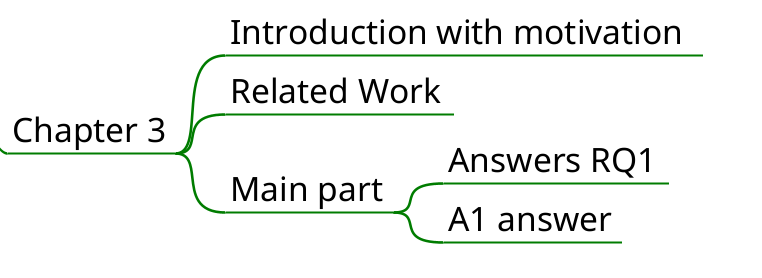 Introduction with motivation
Related Work
Chapter 3
Answers RQ1
Main part
A1 answer